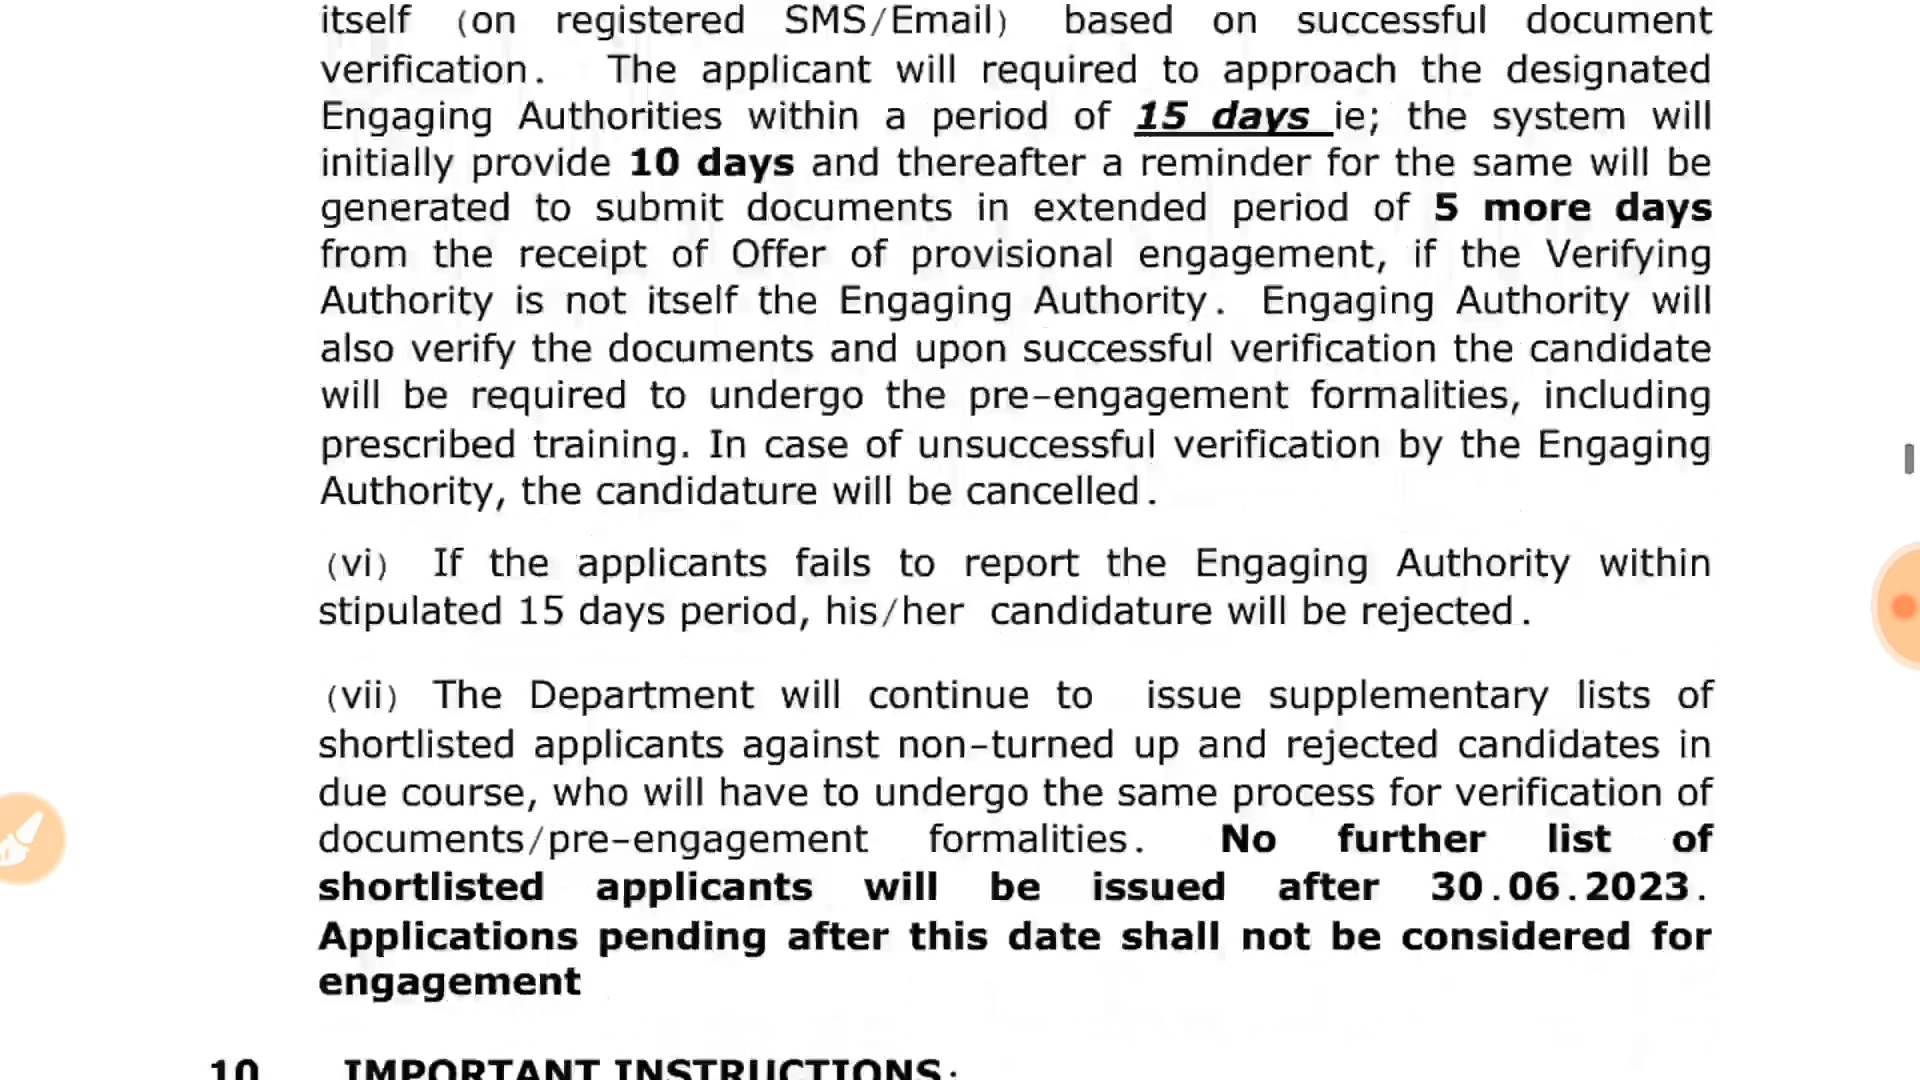 itself (on registered SMS/Email) based on successful document
verification. The applicant will required to approach the designated
Engaging Authorities within a period of 15 days ie; the system will
initially provide 10 days and thereafter a reminder for the same will be
generated to submit documents in extended period of 5 more days
from the receipt of Offer of provisional engagement, if the Verifying
Authority is not itself the Engaging Authority. Engaging Authority will
also verify the documents and upon successful verification the candidate
will be required to undergo the pre-engagement formalities, including
prescribed training. In case of unsuccessful verification by the Engaging
Authority, the candidature will be cancelled.
(vi) If the applicants fails to report the Engaging Authority within
stipulated 15 days period, his/her candidature will be rejected.
(vii) The Department will continue to issue supplementary lists of
shortlisted applicants against non-turned up and rejected candidates in
due course, who will have to undergo the same process for verification of
documents/pre-engagement formalities. No further list of
shortlisted applicants will be issued after 30.06.2023.
Applications pending after this date shall not be considered for
engagement
10 IMPORTANT INSTRUCTIONS: